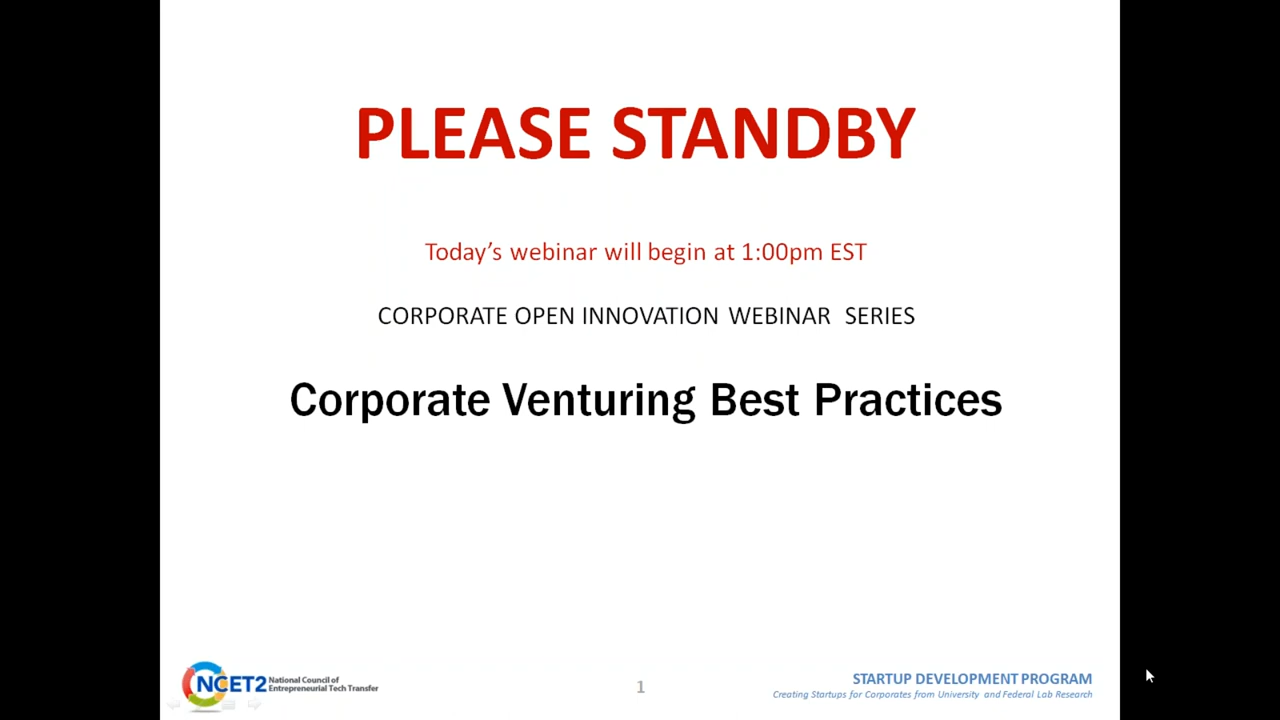 PLEASE STANDBY
Today's webinar will begin at 1:00pm EST
CORPORATE OPEN INNOVATION WEBINAR SERIES
Corporate Venturing Best Practices
NCET2 National Council of
Entrepreneurial Tech Transfer
1
STARTUP DEVELOPMENT PROGRAM
Creating Startups for Corporates from University and Federal Lab Research